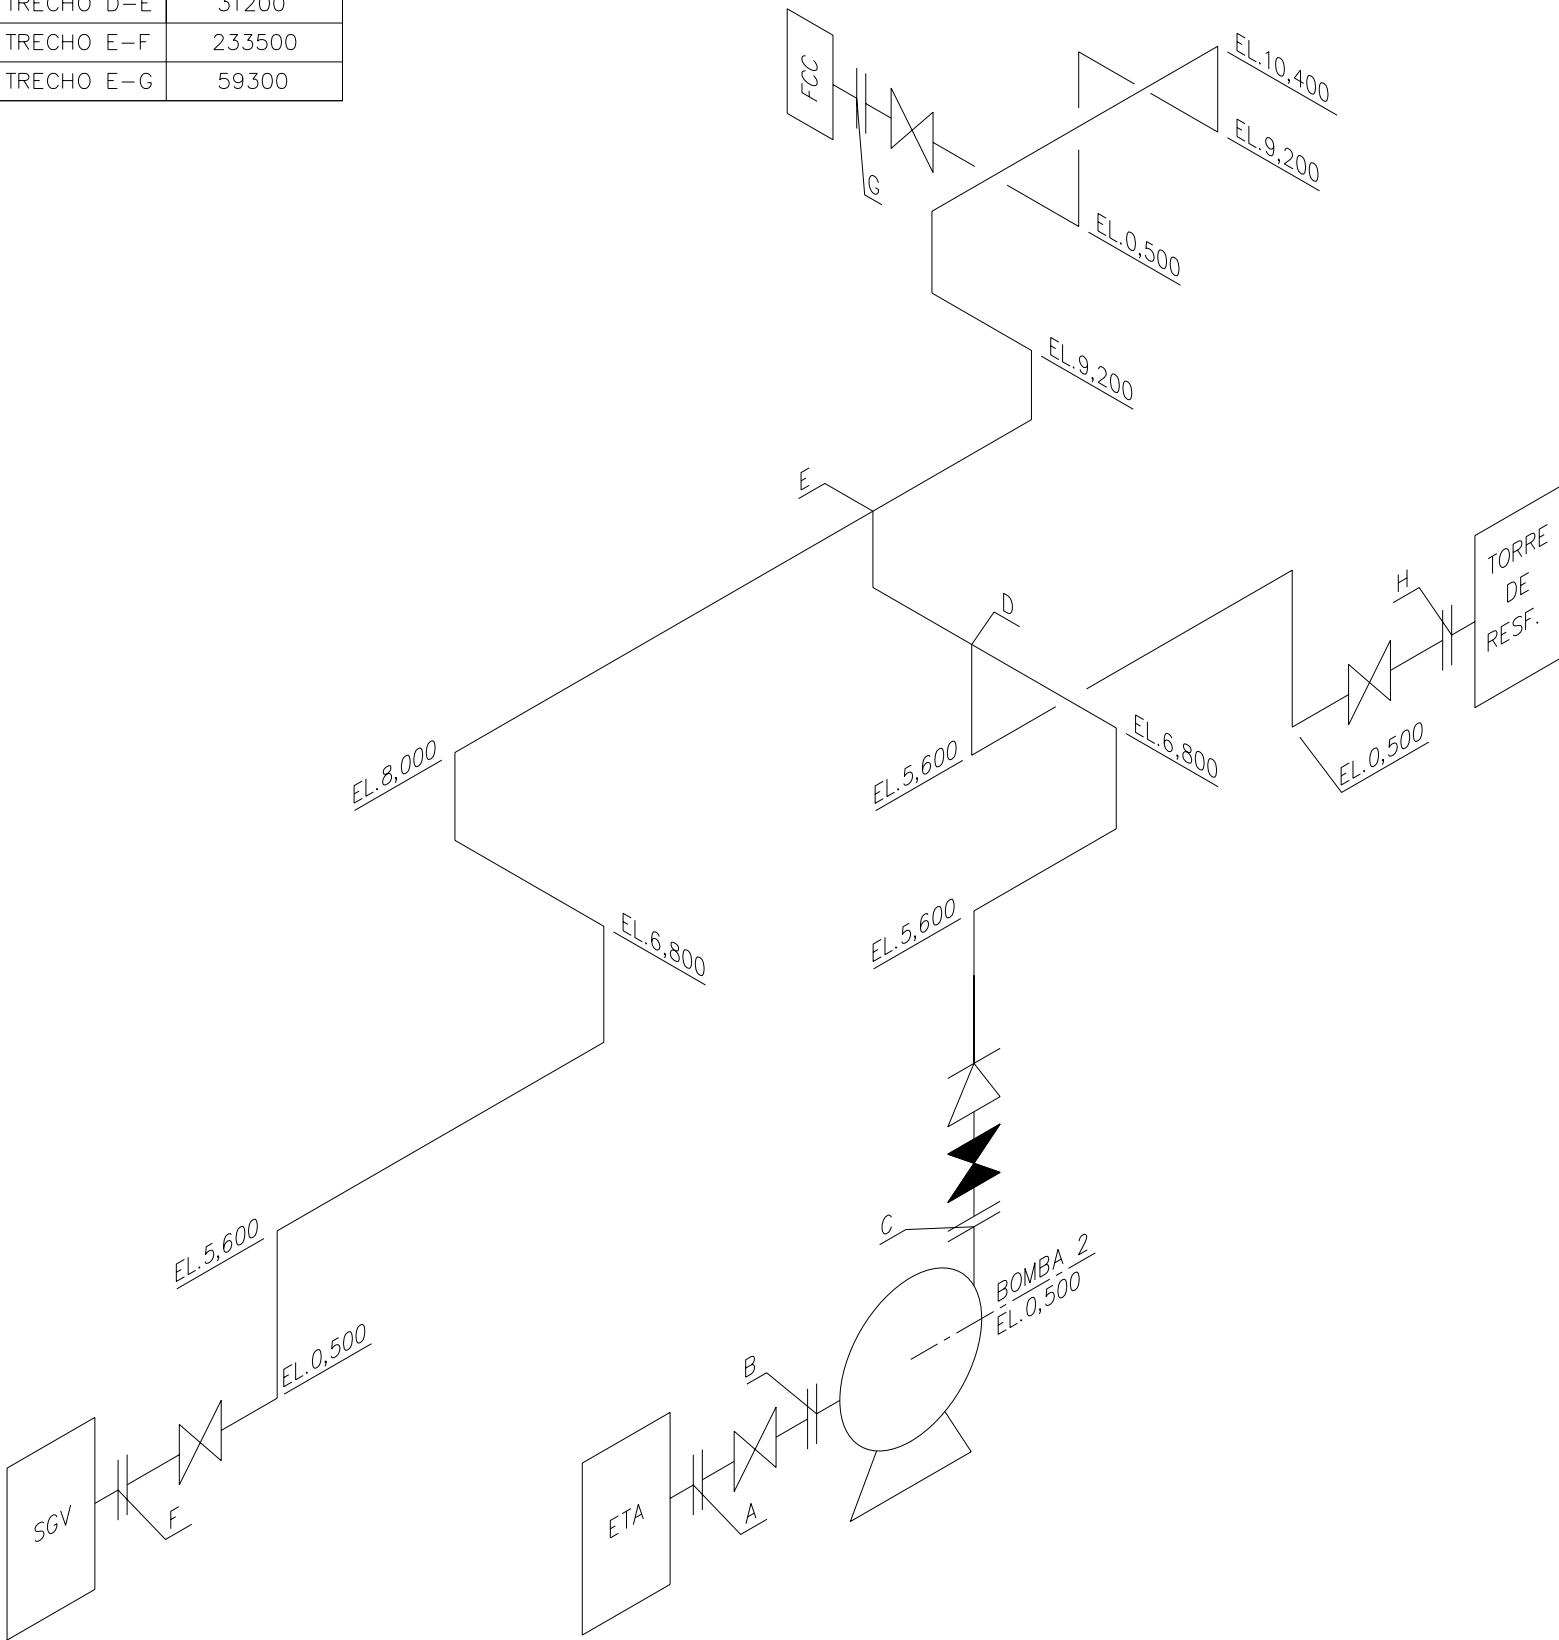 TRECHO D-E 31200
TRECHO E-F 233500
TRECHO E-G 59300
FCC
EL.10,400
EL.9,200
G
EL.0,500
EL.9,200
E
TORRE
DE
RESF.
H
D
EL.8,000
EL.5,600
EL.6,800
EL.0,500
EL.5,600
EL.6,800
C
BOMBA 2
EL.0,500
EL.5,600
EL.0,500
B
SGV
F
ETA
A